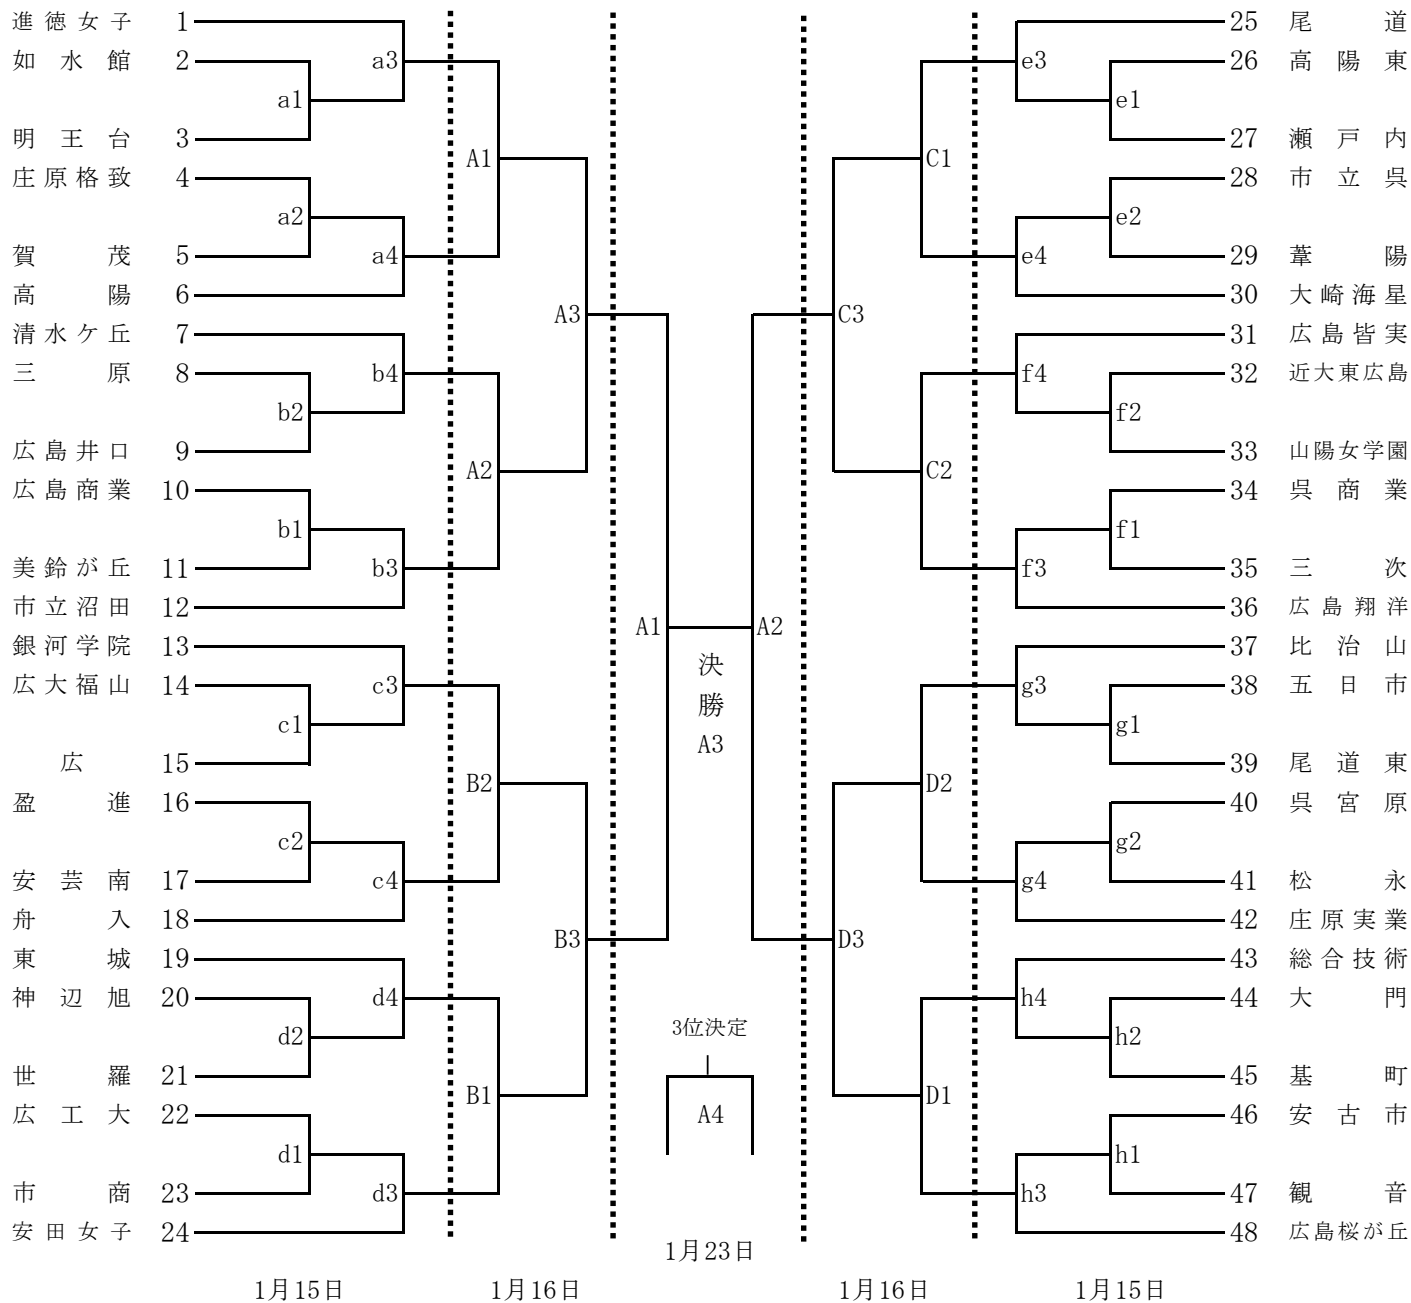 進徳女子 1
如水館 2
a3
a1
明王台 3
A1
庄原格致 4
a2
賀茂 5
a4
高陽 6
A3
清水ケ丘 7
三原 8
b4
b2
広島井口 9
A2
広島商業 10
b1
美鈴が丘 11
b3
市立沼田 12
A1
銀河学院 13
広大福山 14
c3
c1
広 15
B2
盈進 16
c2
安芸南 17
c4
舟入 18
B3
東城 19
神辺旭 20
d4
d2
世羅 21
B1
広工大 22
d1
市商 23
d3
安田女子 24
決勝
A3
3位決定
A4
25 尾道
26 高陽東
e3
e1
27 瀬戸内
C1
28 市立呉
e2
29 葦陽
e4
30 大崎海星
C3
31 広島皆実
32 近大東広島
f4
f2
33 山陽女学園
C2
34 呉商業
f1
35 三次
f3
36 広島翔洋
A2
37 比治山
38 五日市
g3
g1
39 尾道東
D2
40 呉宮原
g2
41 松永
g4
42 庄原実業
D3
43 総合技術
44 大門
h4
h2
45 基町
D1
46 安古市
h1
47 観音
h3
48 広島桜が丘
1月23日
1月15日
1月16日
1月16日
1月15日